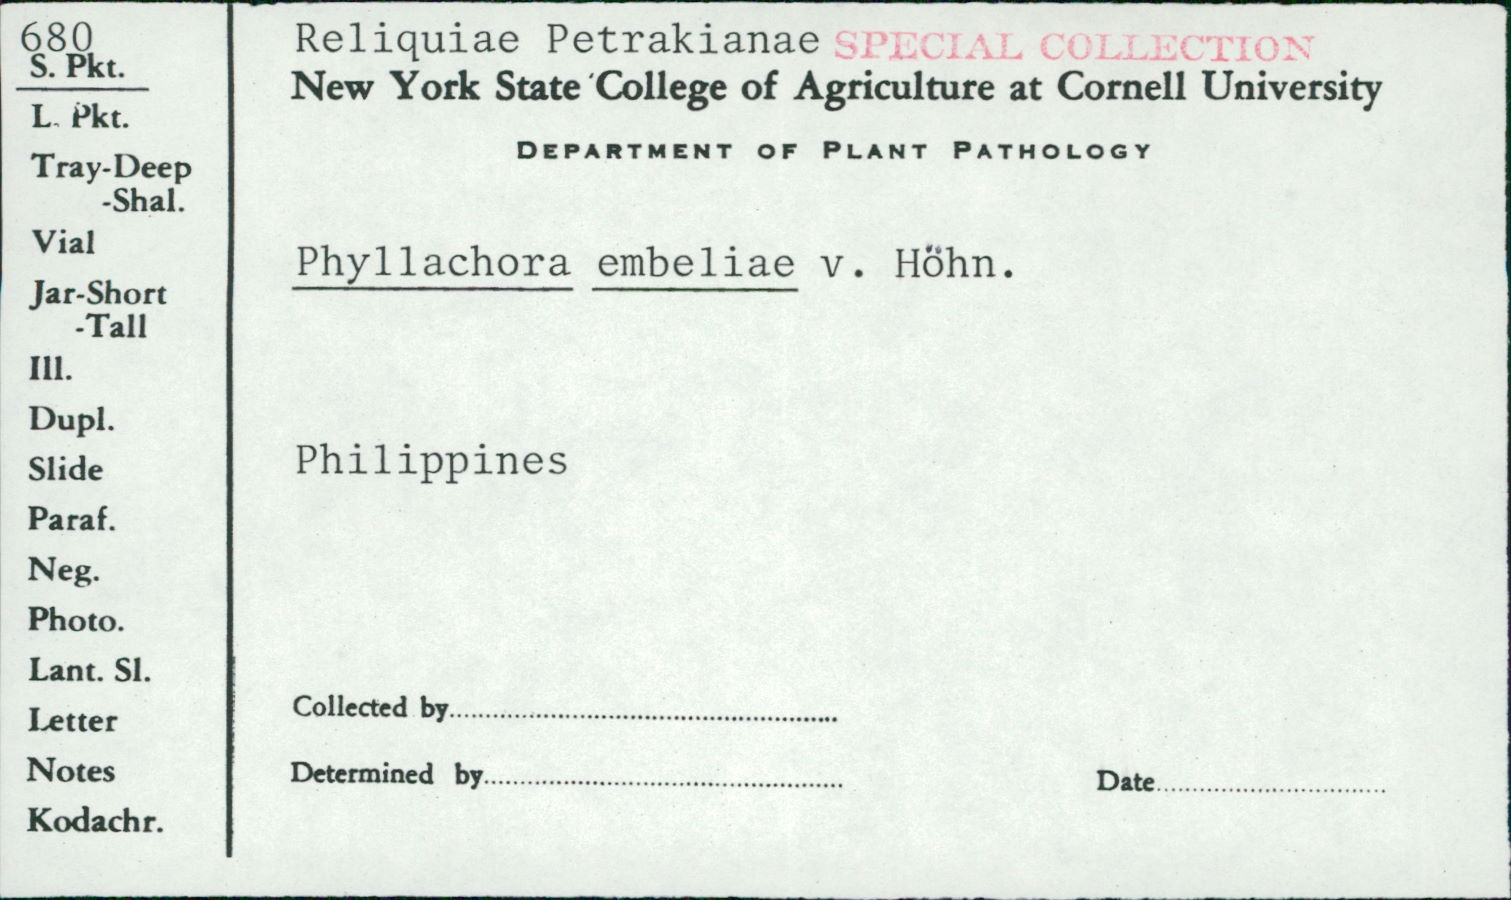 680
S. Pkt.
L. Pkt.
Tray-Deep
-Shal.
Vial
Jar-Short
-Tall
Ill.
Dupl.
Slide
Paraf.
Neg.
Photo.
Lant. Sl.
Letter
Notes
Kodachr.
Reliquiae Petrakianae SPECIAL COLLECTION
New York State College of Agriculture at Cornell University
DEPARTMENT OF PLANT PATHOLOGY
Phyllachora embeliae v. Höhn.
Philippines
Collected by
Determined by
Date